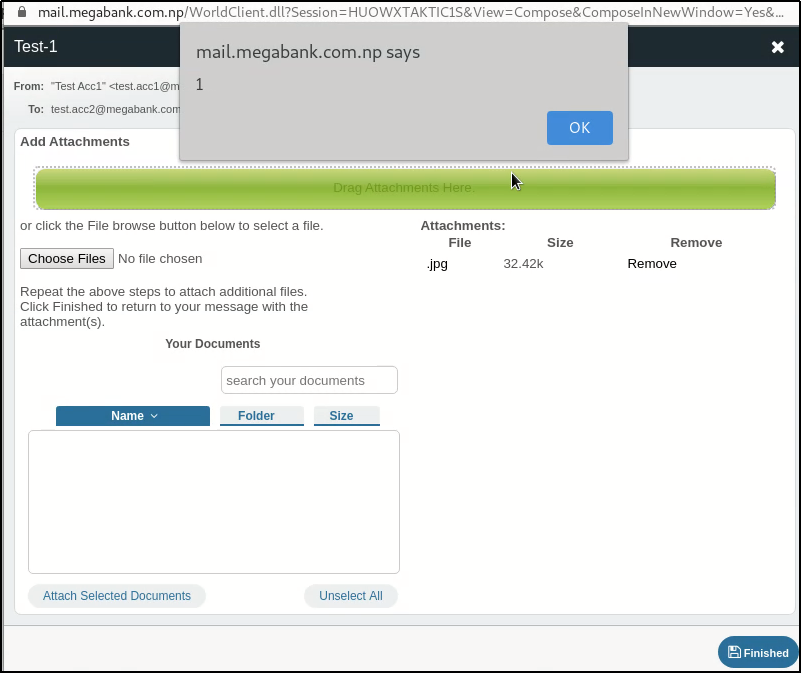 mail.megabank.com.np/WorldClient.dll?Session=HUOWXTAKTIC1S&View=Compose&ComposeInNewWindow=Yes&...
Test-1
mail.megabank.com.np says
1
OK
From: "Test Acc1" <test.acc1@m
To: test.acc2@megabank.com
Add Attachments
Drag Attachments Here.
or click the File browse button below to select a file.
Choose Files No file chosen
Repeat the above steps to attach additional files.
Click Finished to return to your message with the
attachment(s).
Attachments:
File Size Remove
.jpg 32.42k Remove
Your Documents
search your documents
Name Folder Size
Attach Selected Documents Unselect All
Finished